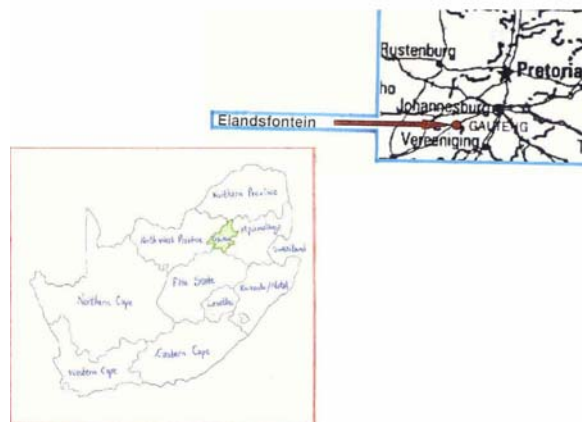 Rustenburg
Pretoria
ho
Johannesburg
Elandsfontein
GAUTENG
Vereeniging
Northern Province
North West Province
Mpumalanga
Swaziland
Free State
Kwazulu/Natal
Lesotho
Northern Cape
Eastern Cape
Western Cape